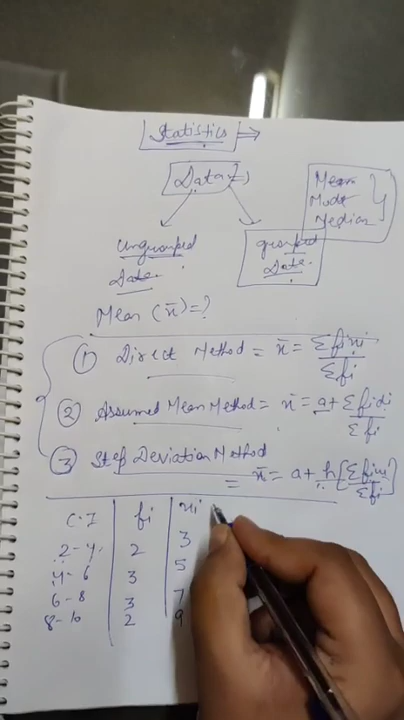 Statistics ⇒
Data ⇒
Mean
Mode
Median
ungrouped
Data
grouped
Data
Mean (x̄) = ?
① Direct Method = x̄ = Σfixi/Σfi
② Assumed Mean Method = x̄ = a + Σfidi/Σfi
③ Step Deviation Method
= x̄ = a + h[Σfiui/Σfi]
C.I fi xi
2-4 2 3
4-6 3 5
6-8 3 7
8-10 2 9